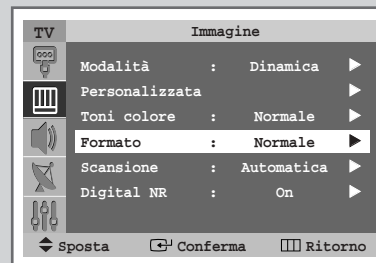 TV Immagine
Modalità : Dinamica
Personalizzata
Toni colore : Normale
Formato : Normale
Scansione : Automatica
Digital NR : On
Sposta Conferma Ritorno